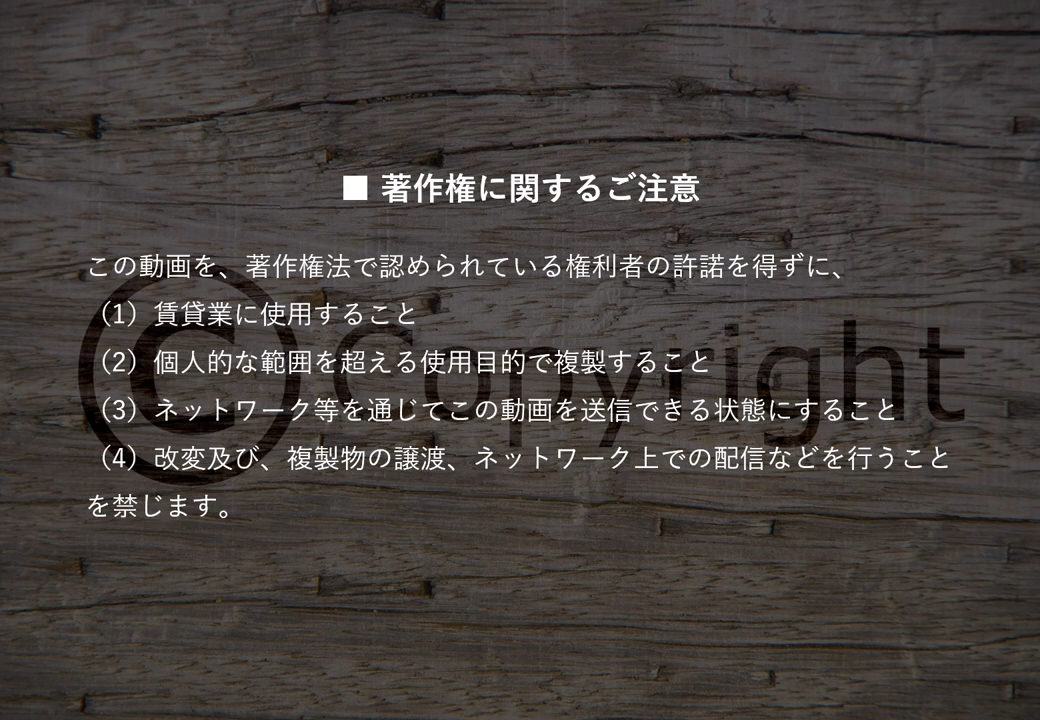 ■ 著作権に関するご注意
この動画を、著作権法で認められている権利者の許諾を得ずに、
（1）賃貸業に使用すること
（2）個人的な範囲を超える使用目的で複製すること
（3）ネットワーク等を通じてこの動画を送信できる状態にすること
（4）改変及び、複製物の譲渡、ネットワーク上での配信などを行うこと
を禁じます。
© Copyright